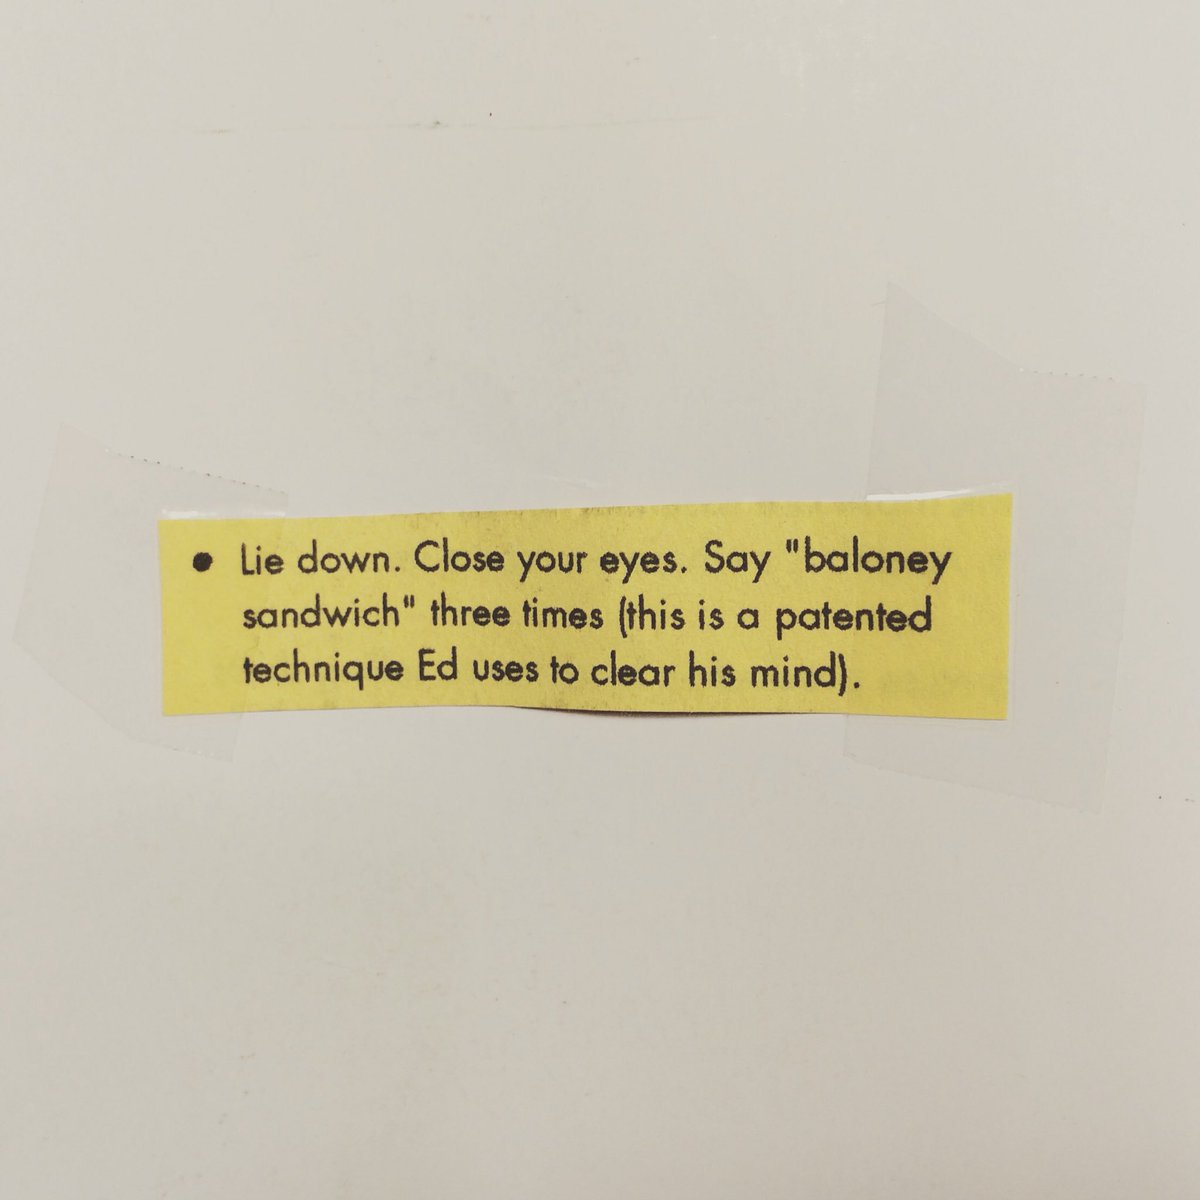 • Lie down. Close your eyes. Say "baloney
sandwich" three times (this is a patented
technique Ed uses to clear his mind).